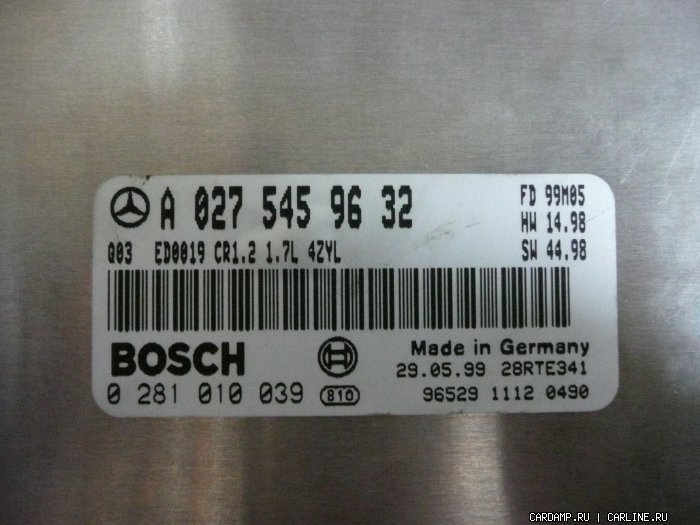 A 027 545 96 32
FD 99M05
HW 14.98
Q03 ED0019 CR1.2 1.7L 4ZYL
SW 44.98
BOSCH
Made in Germany
29.05.99 28RTE341
0 281 010 039 810
96529 1112 0490
CARDAMP.RU | CARLINE.RU